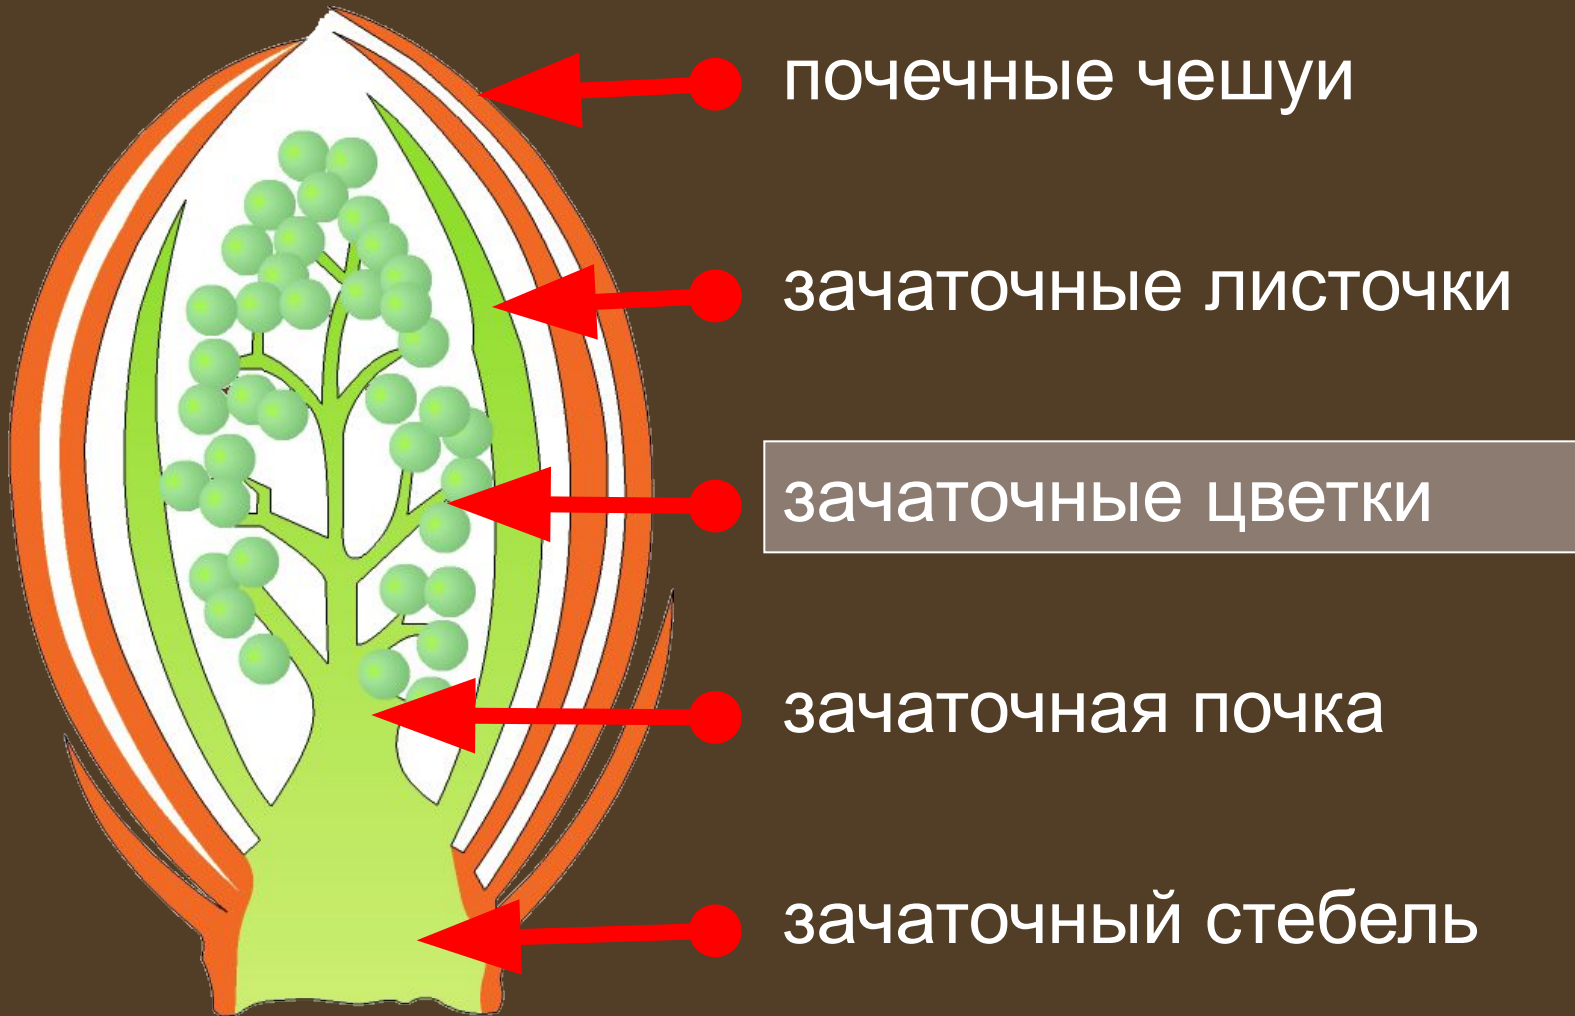 почечные чешуи
зачаточные листочки
зачаточные цветки
зачаточная почка
зачаточный стебель